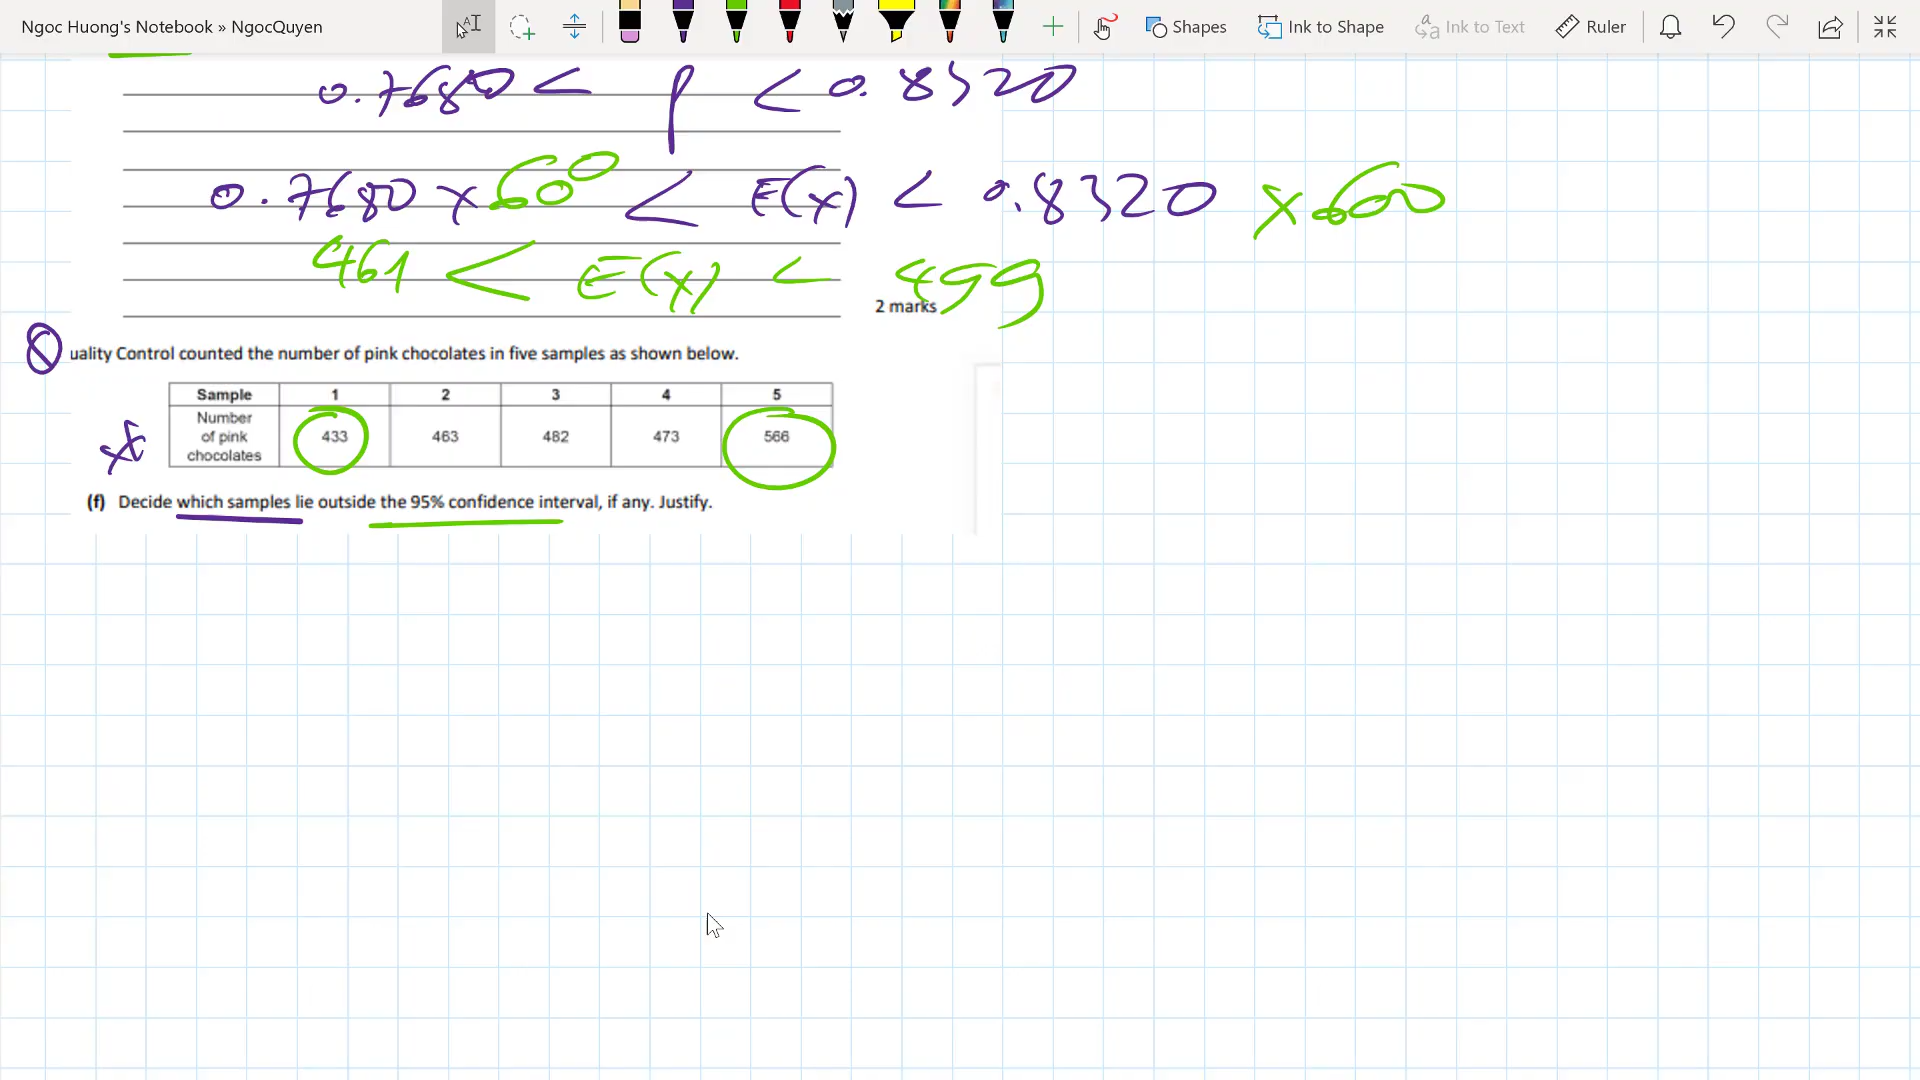 Ngoc Huong's Notebook » NgocQuyen
Shapes
Ink to Shape
Ink to Text
Ruler
0.7680 < p < 0.8320
0.7680 x 600 < E(x) < 0.8320 x 600
461 < E(x) < 499
2 marks
Quality Control counted the number of pink chocolates in five samples as shown below.
Sample 1 2 3 4 5
Number of pink chocolates 433 463 482 473 566
(f) Decide which samples lie outside the 95% confidence interval, if any. Justify.